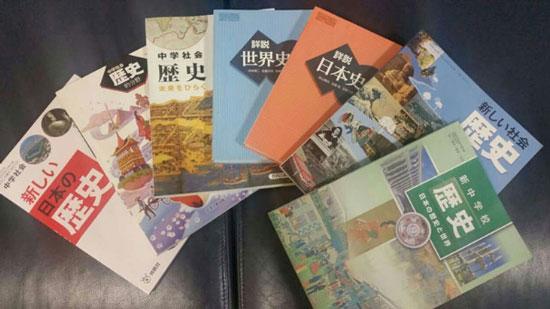 中学社会
新しい
日本の
歴史
歴史
的分野
中学社会
歴史
未来をひらく
詳説
世界史
詳説
日本史
新しい社会
歴史
新中学校
歴史
日本の歴史と世界